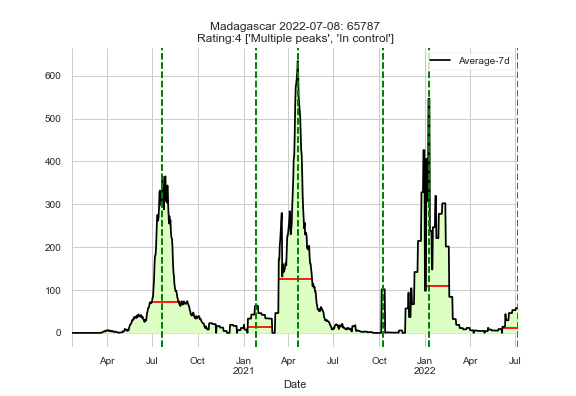 Madagascar 2022-07-08: 65787
Rating:4 ['Multiple peaks', 'In control']
Average-7d
600
500
400
300
200
100
0
Apr Jul Oct Jan Apr Jul Oct Jan Apr Jul
2021 2022
Date